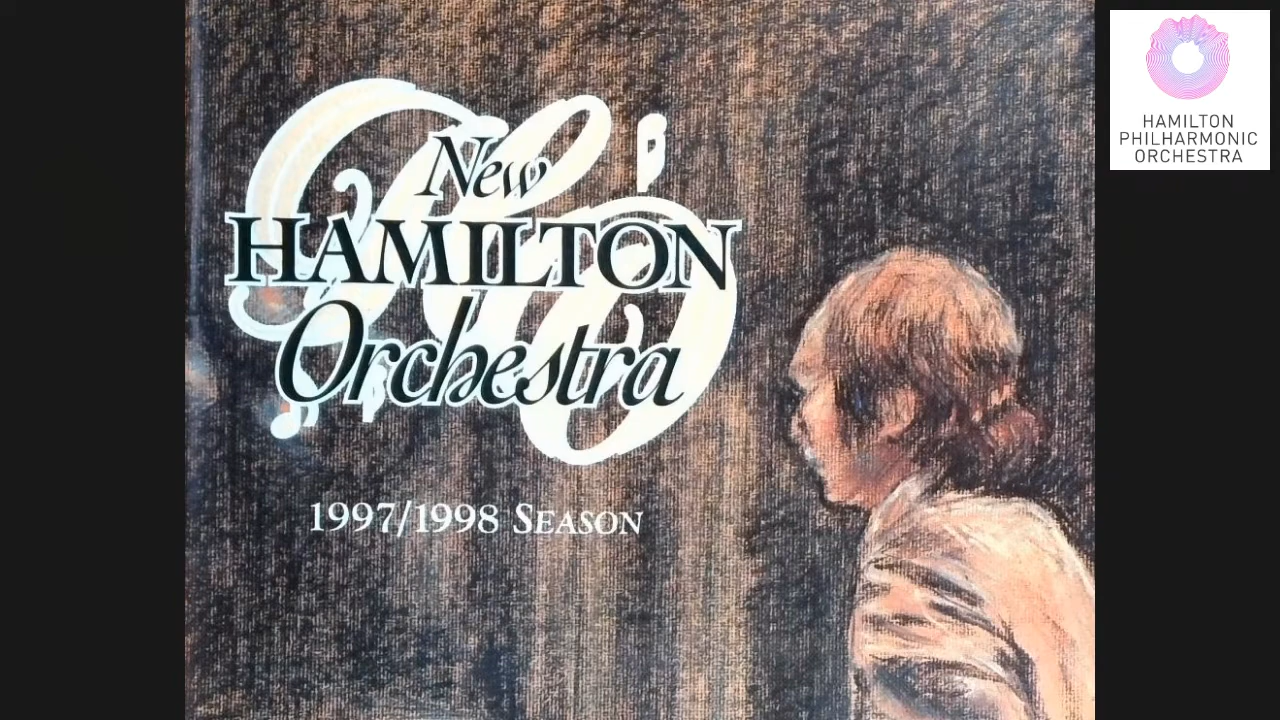 New
HAMILTON
Orchestra
1997/1998 SEASON
HAMILTON
PHILHARMONIC
ORCHESTRA